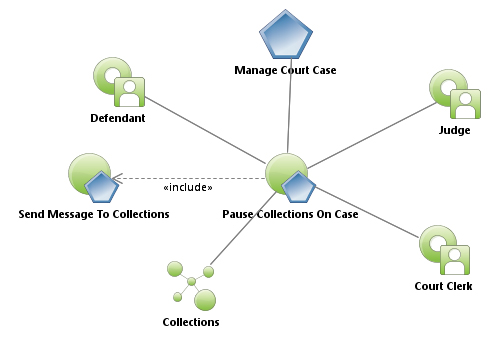 Manage Court Case
Defendant
Judge
«include»
Send Message To Collections
Pause Collections On Case
Court Clerk
Collections